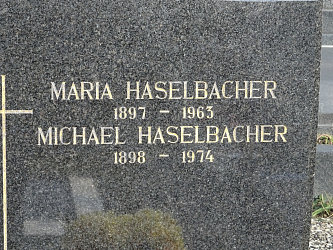 MARIA HASELBACHER
1897 – 1963
MICHAEL HASELBACHER
1898 – 1974